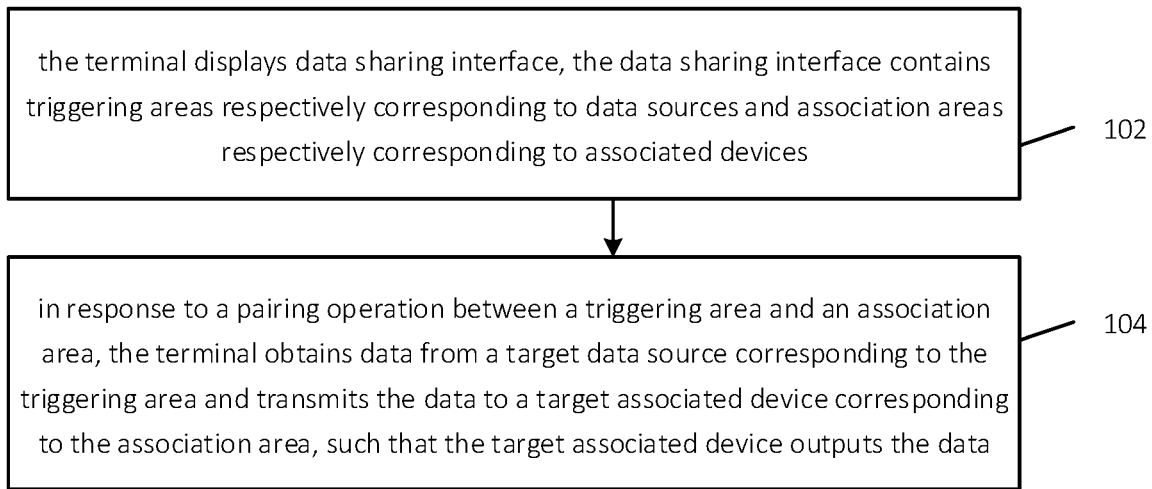 the terminal displays data sharing interface, the data sharing interface contains
triggering areas respectively corresponding to data sources and association areas
respectively corresponding to associated devices
102
in response to a pairing operation between a triggering area and an association
area, the terminal obtains data from a target data source corresponding to the
triggering area and transmits the data to a target associated device corresponding
to the association area, such that the target associated device outputs the data
104